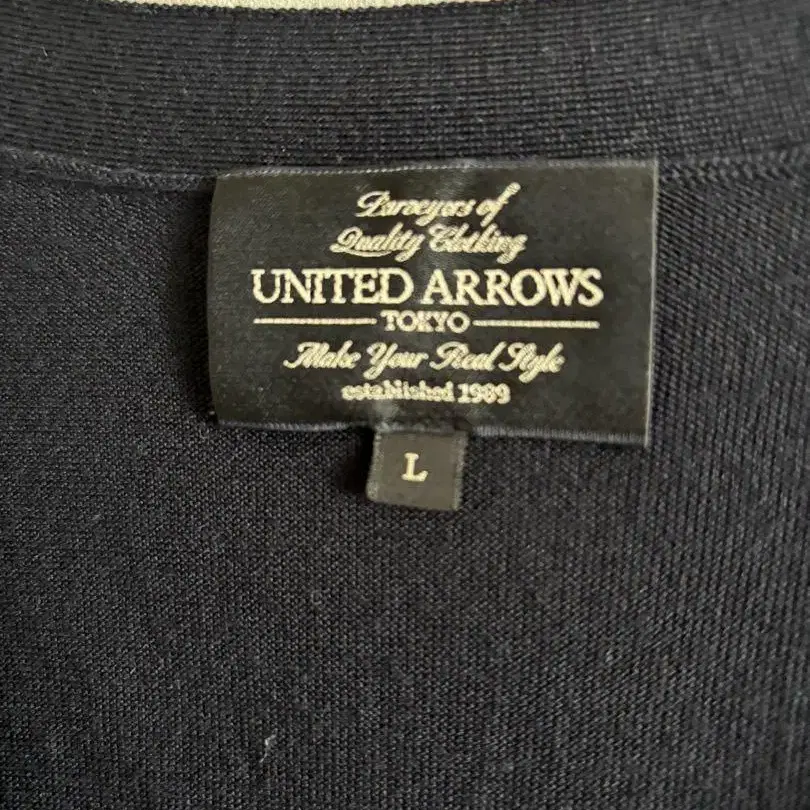 Purveyors of
Quality Clothing
UNITED ARROWS
TOKYO
Make Your Real Style
established 1989
L